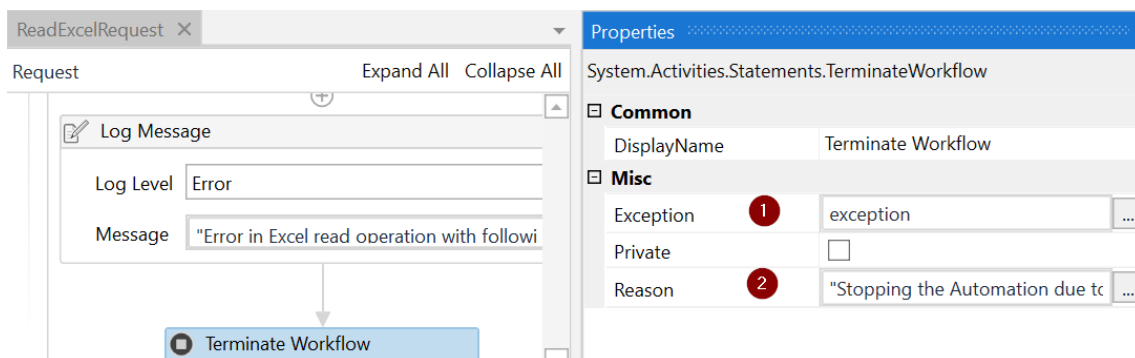 ReadExcelRequest
Request Expand All Collapse All
Log Message
Log Level Error
Message "Error in Excel read operation with followi
Terminate Workflow
Properties
System.Activities.Statements.TerminateWorkflow
Common
DisplayName Terminate Workflow
Misc
Exception 1 exception ...
Private
Reason 2 "Stopping the Automation due to ...